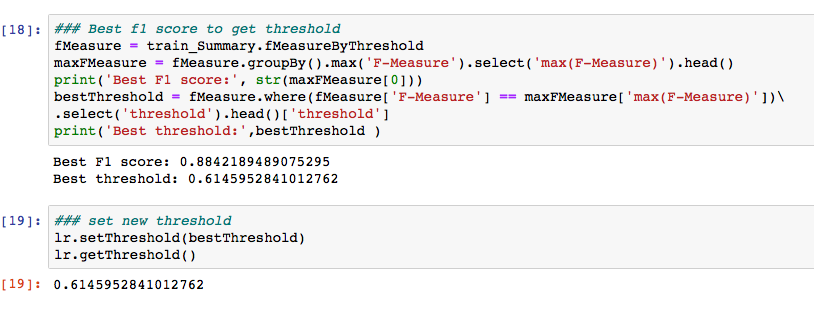 [18]: ### Best f1 score to get threshold
fMeasure = train_Summary.fMeasureByThreshold
maxFMeasure = fMeasure.groupBy().max('F-Measure').select('max(F-Measure)').head()
print('Best F1 score:', str(maxFMeasure[0]))
bestThreshold = fMeasure.where(fMeasure['F-Measure'] == maxFMeasure['max(F-Measure)'])\
.select('threshold').head()['threshold']
print('Best threshold:',bestThreshold )
Best F1 score: 0.8842189489075295
Best threshold: 0.6145952841012762
[19]: ### set new threshold
lr.setThreshold(bestThreshold)
lr.getThreshold()
[19]: 0.6145952841012762